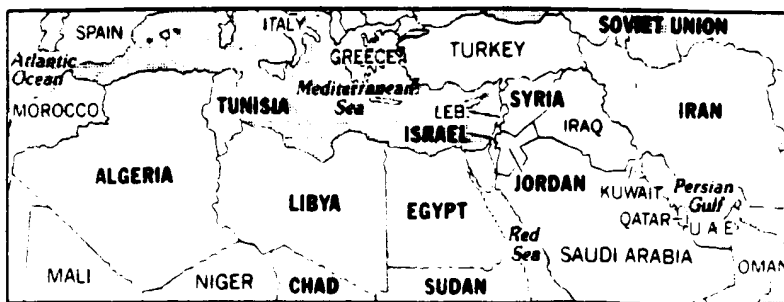 SPAIN
ITALY
SOVIET UNION
GREECE
TURKEY
Atlantic
Ocean
MOROCCO
TUNISIA
Mediterranean
Sea
LEB.
SYRIA
IRAQ
IRAN
ISRAEL
ALGERIA
LIBYA
EGYPT
JORDAN
KUWAIT
Persian
Gulf
QATAR
U A E
Red
Sea
SAUDI ARABIA
OMAN
MALI
NIGER
CHAD
SUDAN